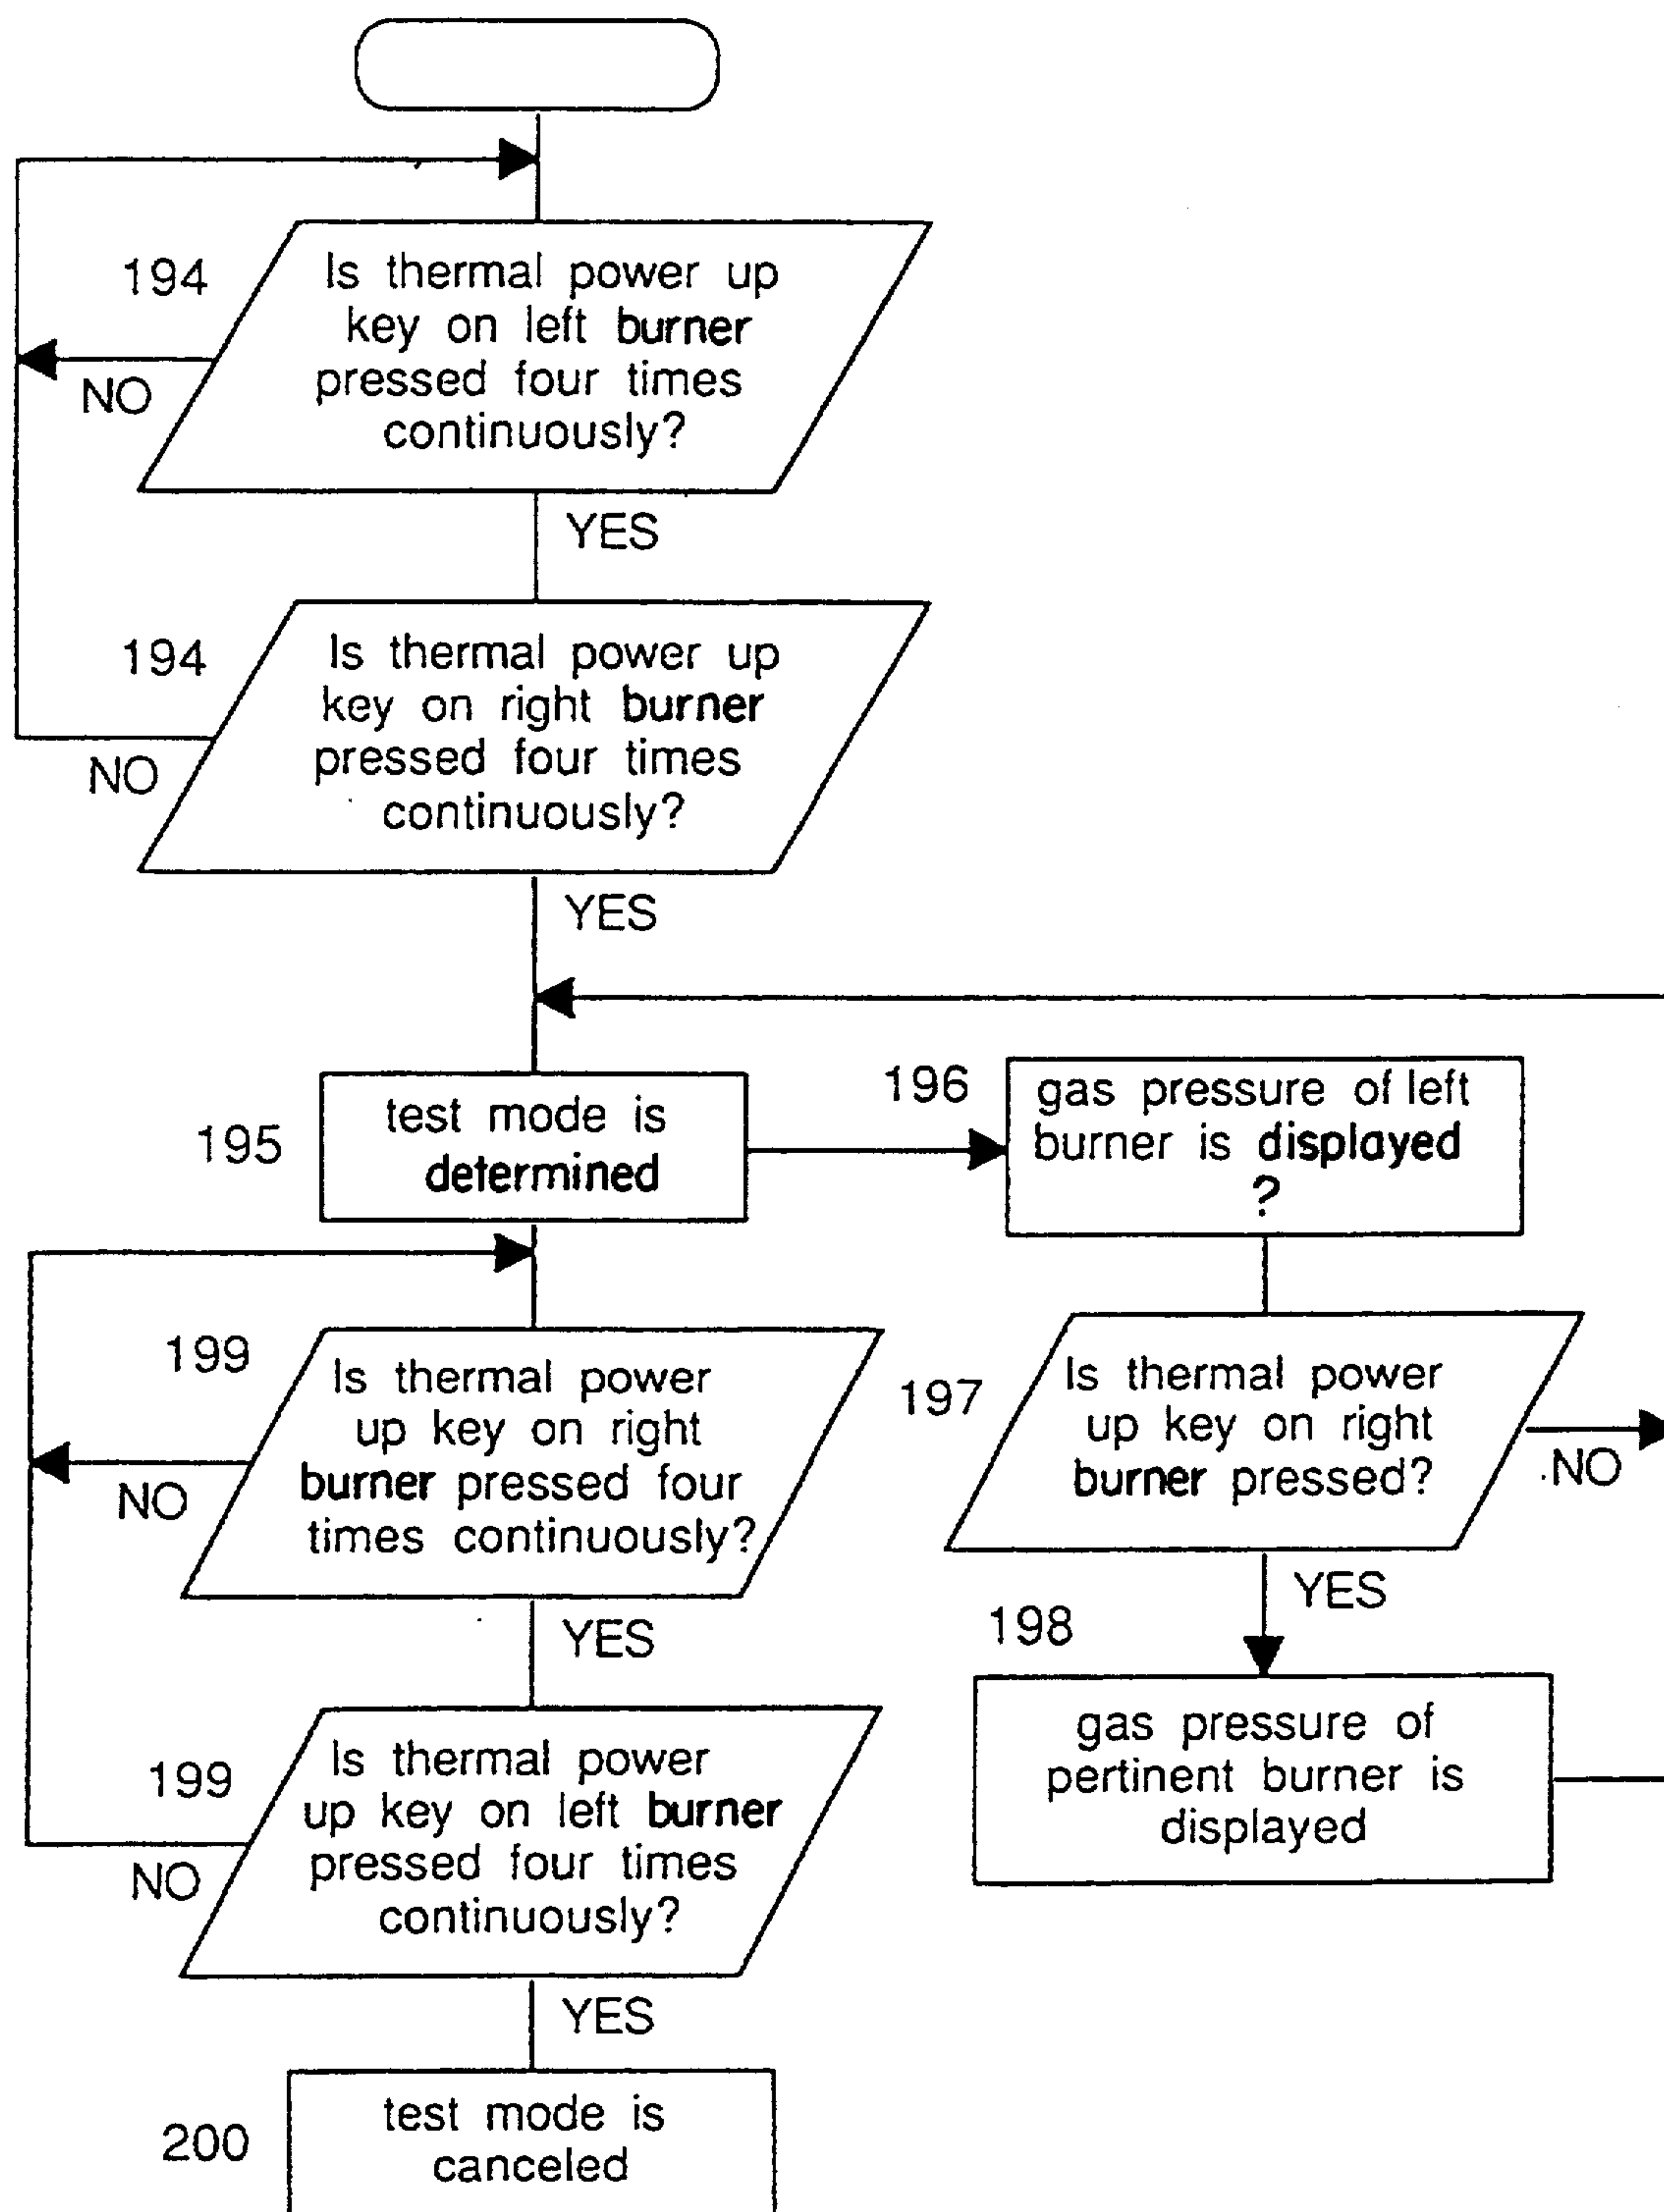 194
Is thermal power up
key on left burner
pressed four times
continuously?
NO
YES
194
Is thermal power up
key on right burner
pressed four times
continuously?
NO
YES
195
test mode is
determined
196
gas pressure of left
burner is displayed
?
199
Is thermal power
up key on right
burner pressed four
times continuously?
NO
YES
197
Is thermal power
up key on right
burner pressed?
NO
YES
198
gas pressure of
pertinent burner is
displayed
199
Is thermal power
up key on left burner
pressed four times
continuously?
NO
YES
200
test mode is
canceled